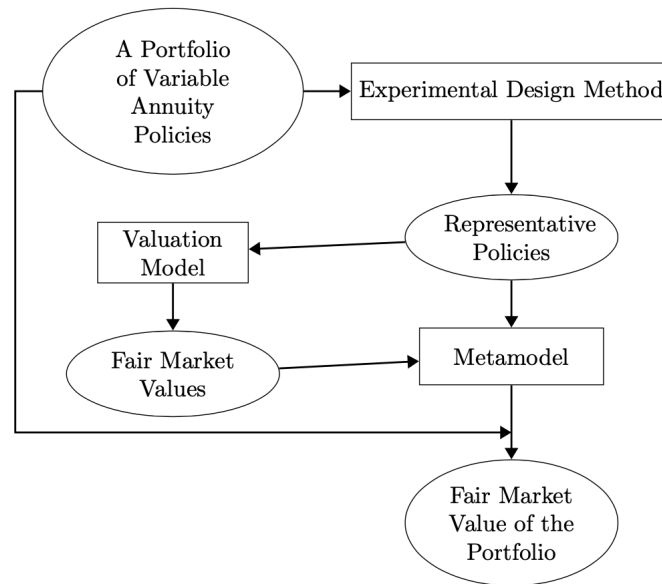 A Portfolio
of Variable
Annuity
Policies
Experimental Design Method
Representative
Policies
Valuation
Model
Fair Market
Values
Metamodel
Fair Market
Value of the
Portfolio